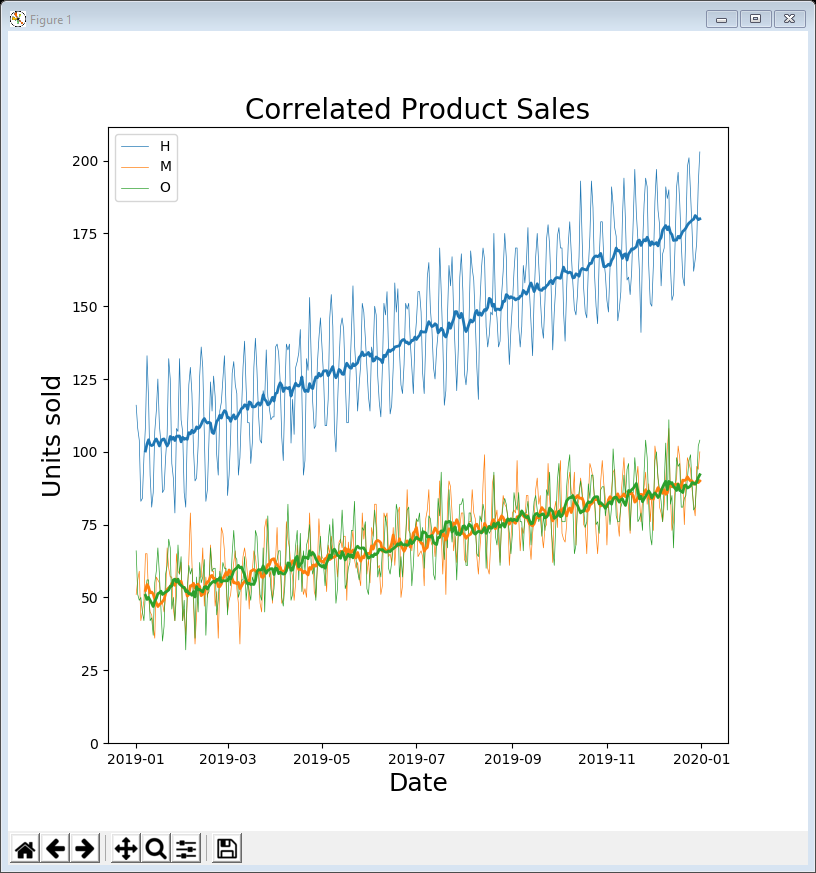 Figure 1
Correlated Product Sales
H
M
O
200
175
150
125
100
75
50
25
0
Units sold
2019-01 2019-03 2019-05 2019-07 2019-09 2019-11 2020-01
Date